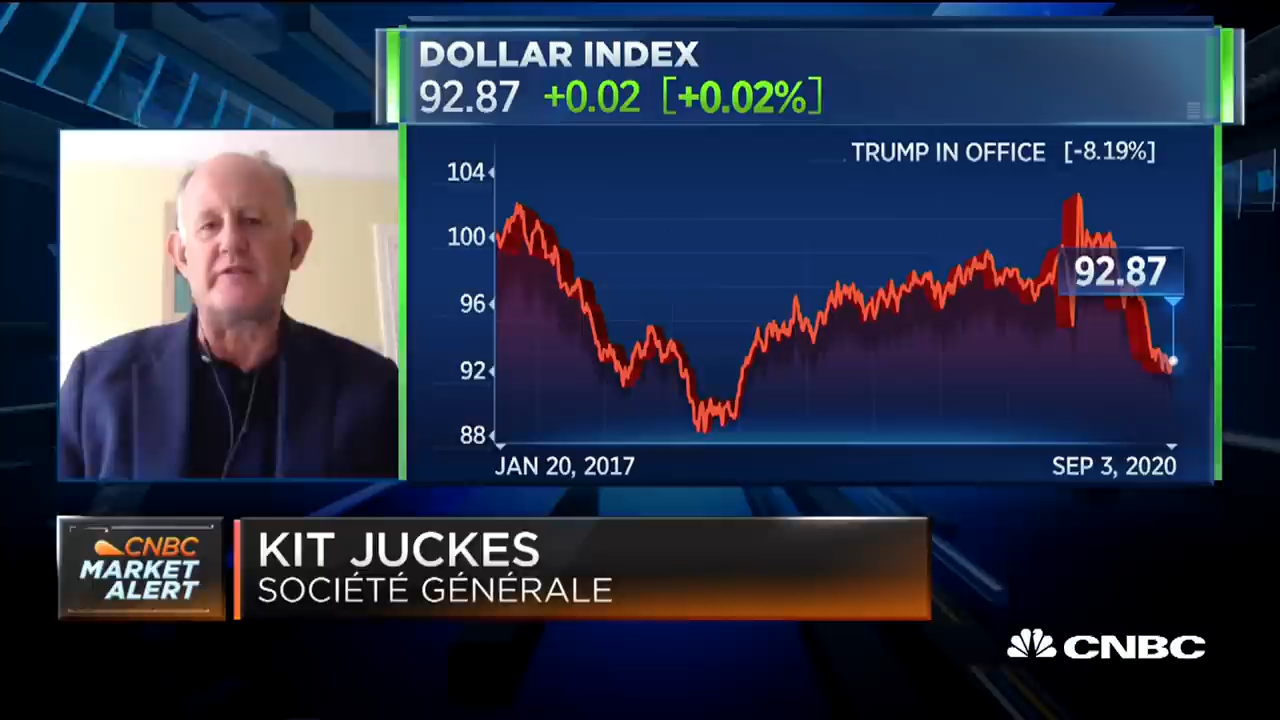 DOLLAR INDEX
92.87 +0.02 [+0.02%]
TRUMP IN OFFICE [-8.19%]
104
100
96
92
88
92.87
JAN 20, 2017
SEP 3, 2020
CNBC
MARKET
ALERT
KIT JUCKES
SOCIÉTÉ GÉNÉRALE
CNBC